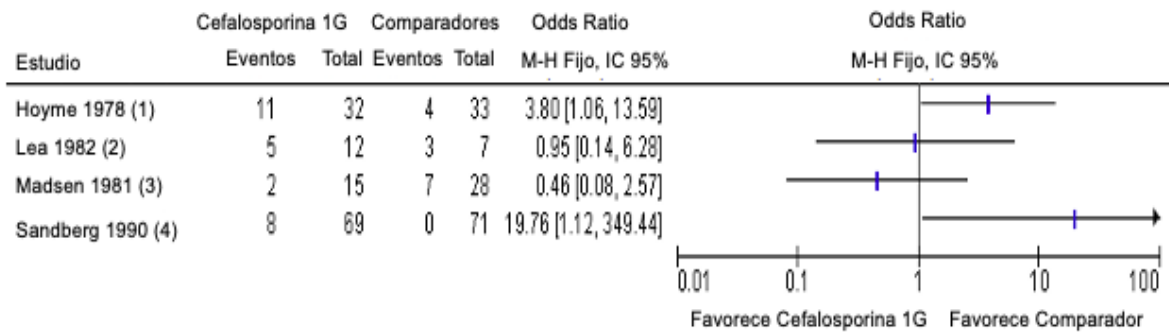 Cefalosporina 1G Comparadores Odds Ratio Odds Ratio
Estudio Eventos Total Eventos Total M-H Fijo, IC 95% M-H Fijo, IC 95%
Hoyme 1978 (1) 11 32 4 33 3.80 [1.06, 13.59]
Lea 1982 (2) 5 12 3 7 0.95 [0.14, 6.28]
Madsen 1981 (3) 2 15 7 28 0.46 [0.08, 2.57]
Sandberg 1990 (4) 8 69 0 71 19.76 [1.12, 349.44]
0.01 0.1 1 10 100
Favorece Cefalosporina 1G Favorece Comparador